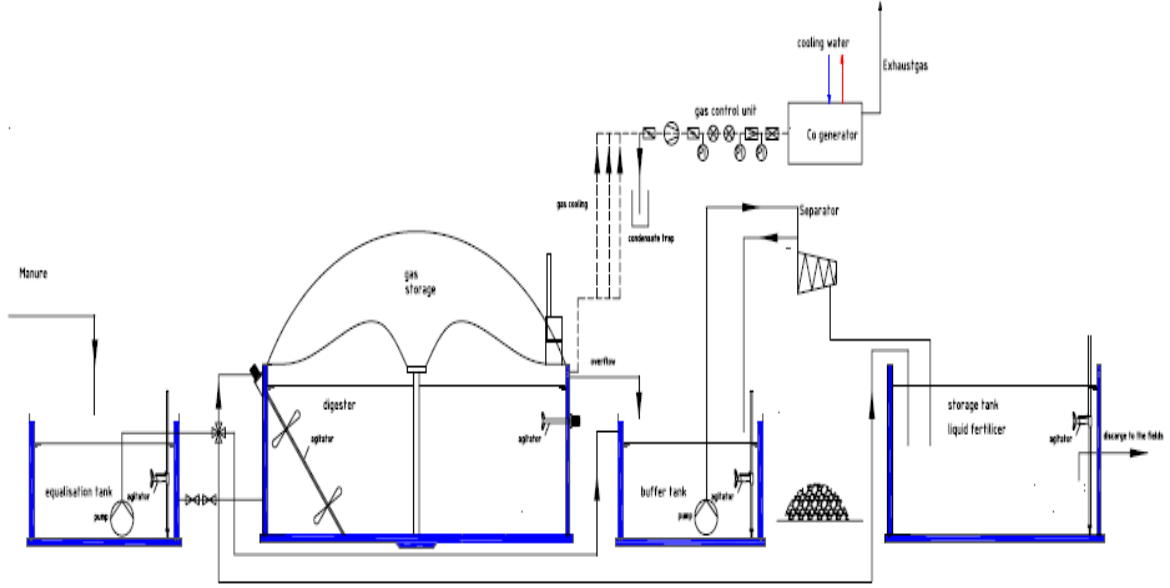 cooling water
Exhaustgas
gas control unit
Co generator
gas cooling
condensate trap
Separator
Manure
gas
storage
overflow
digester
agitator
agitator
storage tank
liquid fertilicer
agitator
discarge to the fields
equalisation tank
agitator
pump
buffer tank
agitator
pump